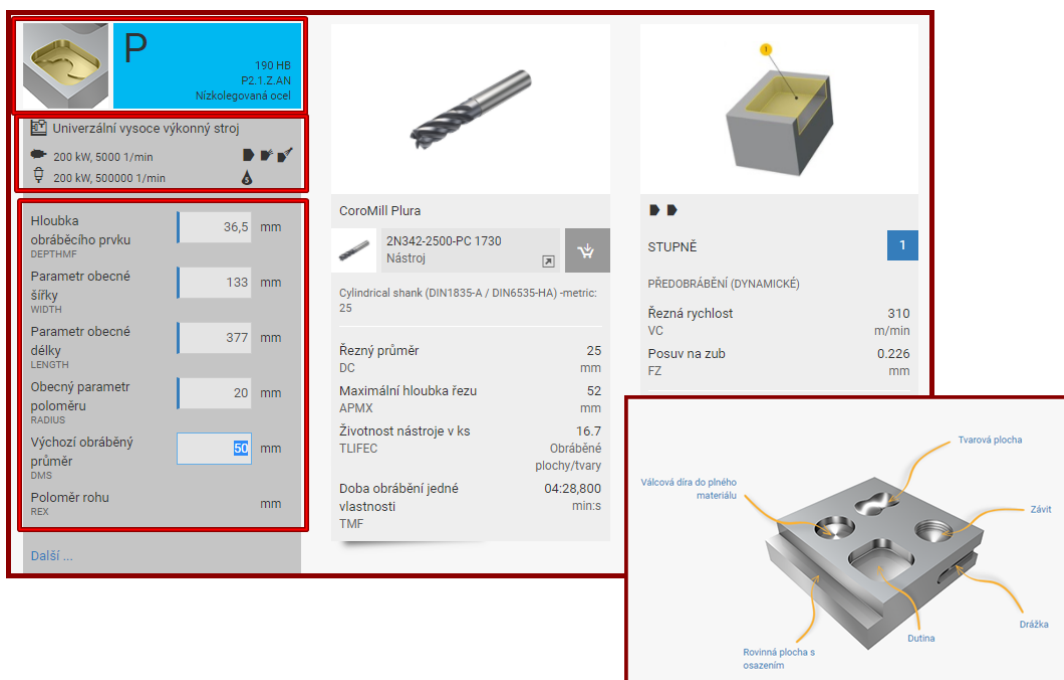 P
190 HB
P2.1.Z.AN
Nízkolegovaná ocel
Univerzální vysoce výkonný stroj
200 kW, 5000 1/min
200 kW, 500000 1/min
S
Hloubka
obráběcího prvku
DEPTHMF
36,5 mm
Parametr obecné
šířky
WIDTH
133 mm
Parametr obecné
délky
LENGTH
377 mm
Obecný parametr
poloměru
RADIUS
20 mm
Výchozí obráběný
průměr
DMS
50 mm
Poloměr rohu
REX
mm
Další ...
CoroMill Plura
2N342-2500-PC 1730
Nástroj
Cylindrical shank (DIN1835-A / DIN6535-HA) -metric:
25
Řezný průměr 25
DC mm
Maximální hloubka řezu 52
APMX mm
Životnost nástroje v ks 16.7
TLIFEC Obráběné
plochy/tvary
Doba obrábění jedné 04:28,800
vlastnosti min:s
TMF
1
STUPNĚ 1
PŘEDOBRÁBĚNÍ (DYNAMICKÉ)
Řezná rychlost 310
VC m/min
Posuv na zub 0.226
FZ mm
Tvarová plocha
Válcová díra do plného
materiálu
Závit
Drážka
Dutina
Rovinná plocha s
osazením